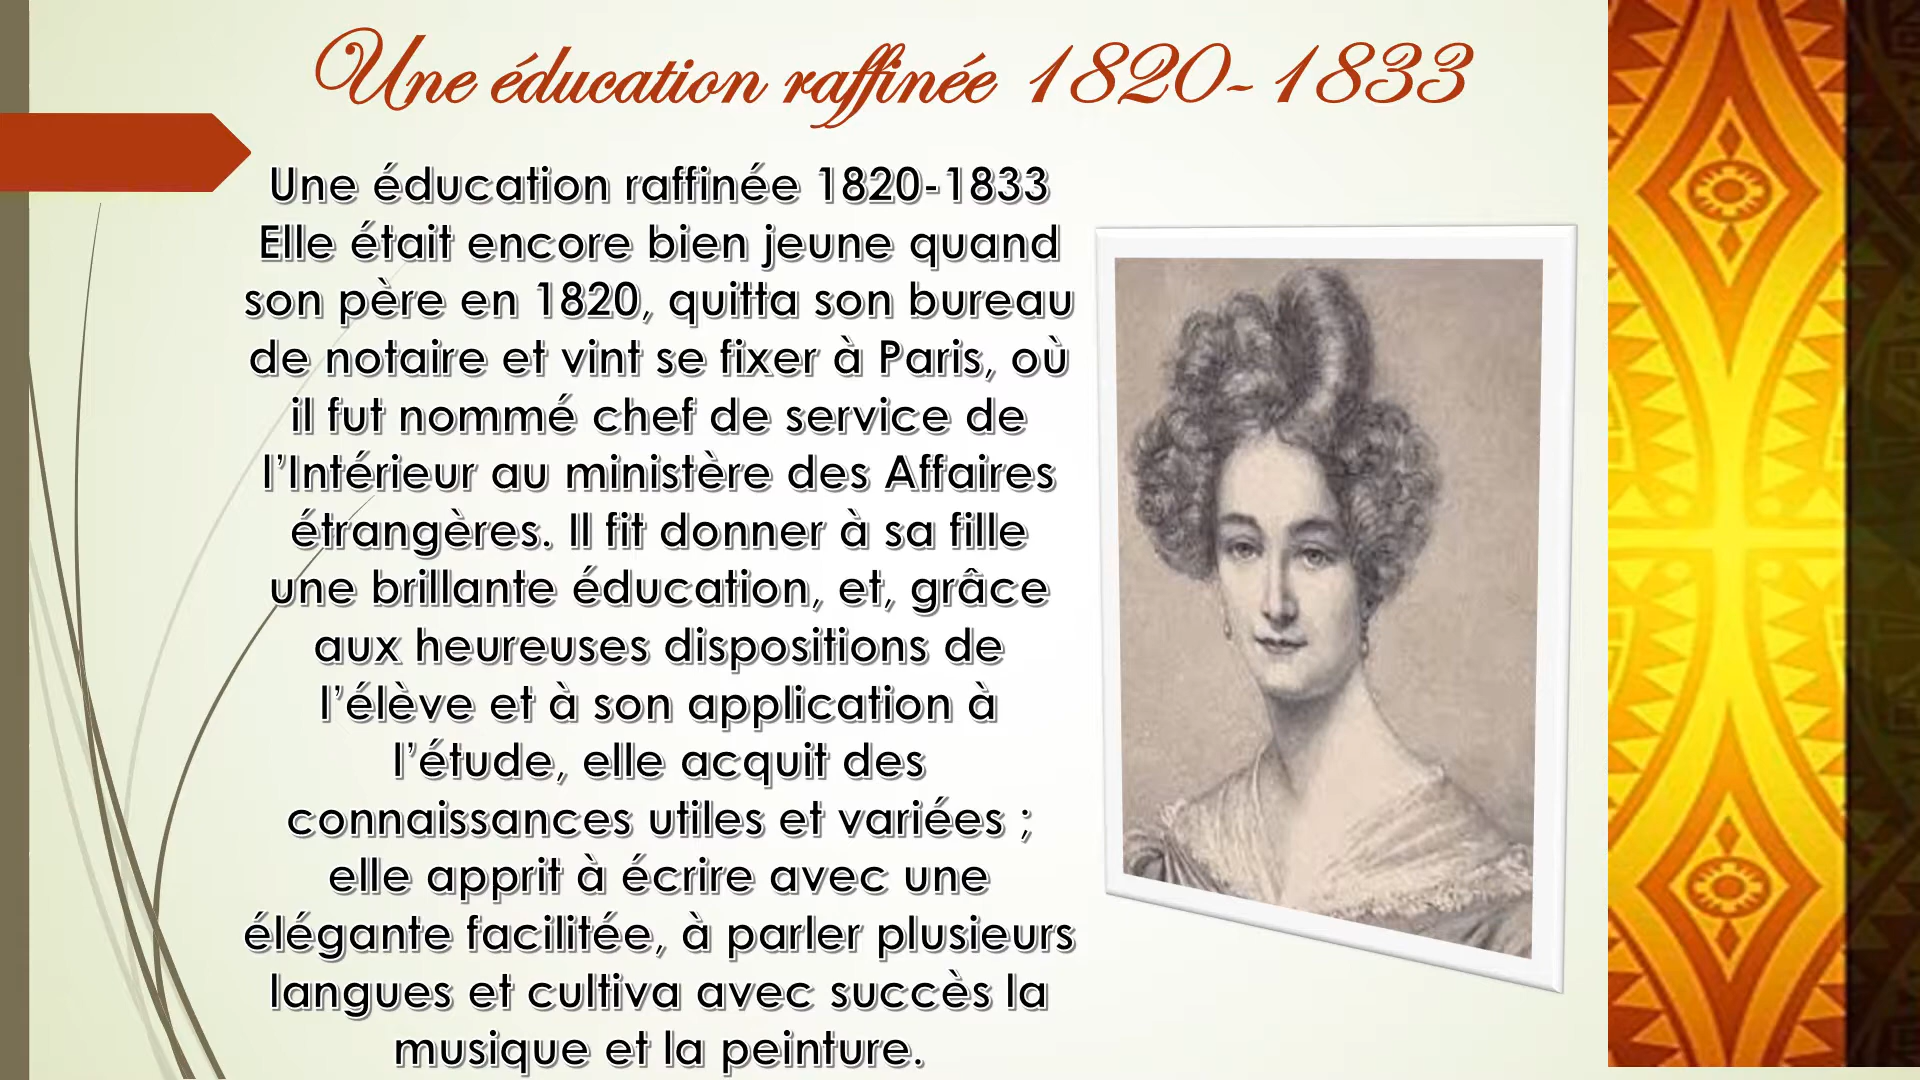 Une éducation raffinée 1820-1833
Une éducation raffinée 1820-1833
Elle était encore bien jeune quand
son père en 1820, quitta son bureau
de notaire et vint se fixer à Paris, où
il fut nommé chef de service de
l’Intérieur au ministère des Affaires
étrangères. Il fit donner à sa fille
une brillante éducation, et, grâce
aux heureuses dispositions de
l’élève et à son application à
l’étude, elle acquit des
connaissances utiles et variées ;
elle apprit à écrire avec une
élégante facilitée, à parler plusieurs
langues et cultiva avec succès la
musique et la peinture.